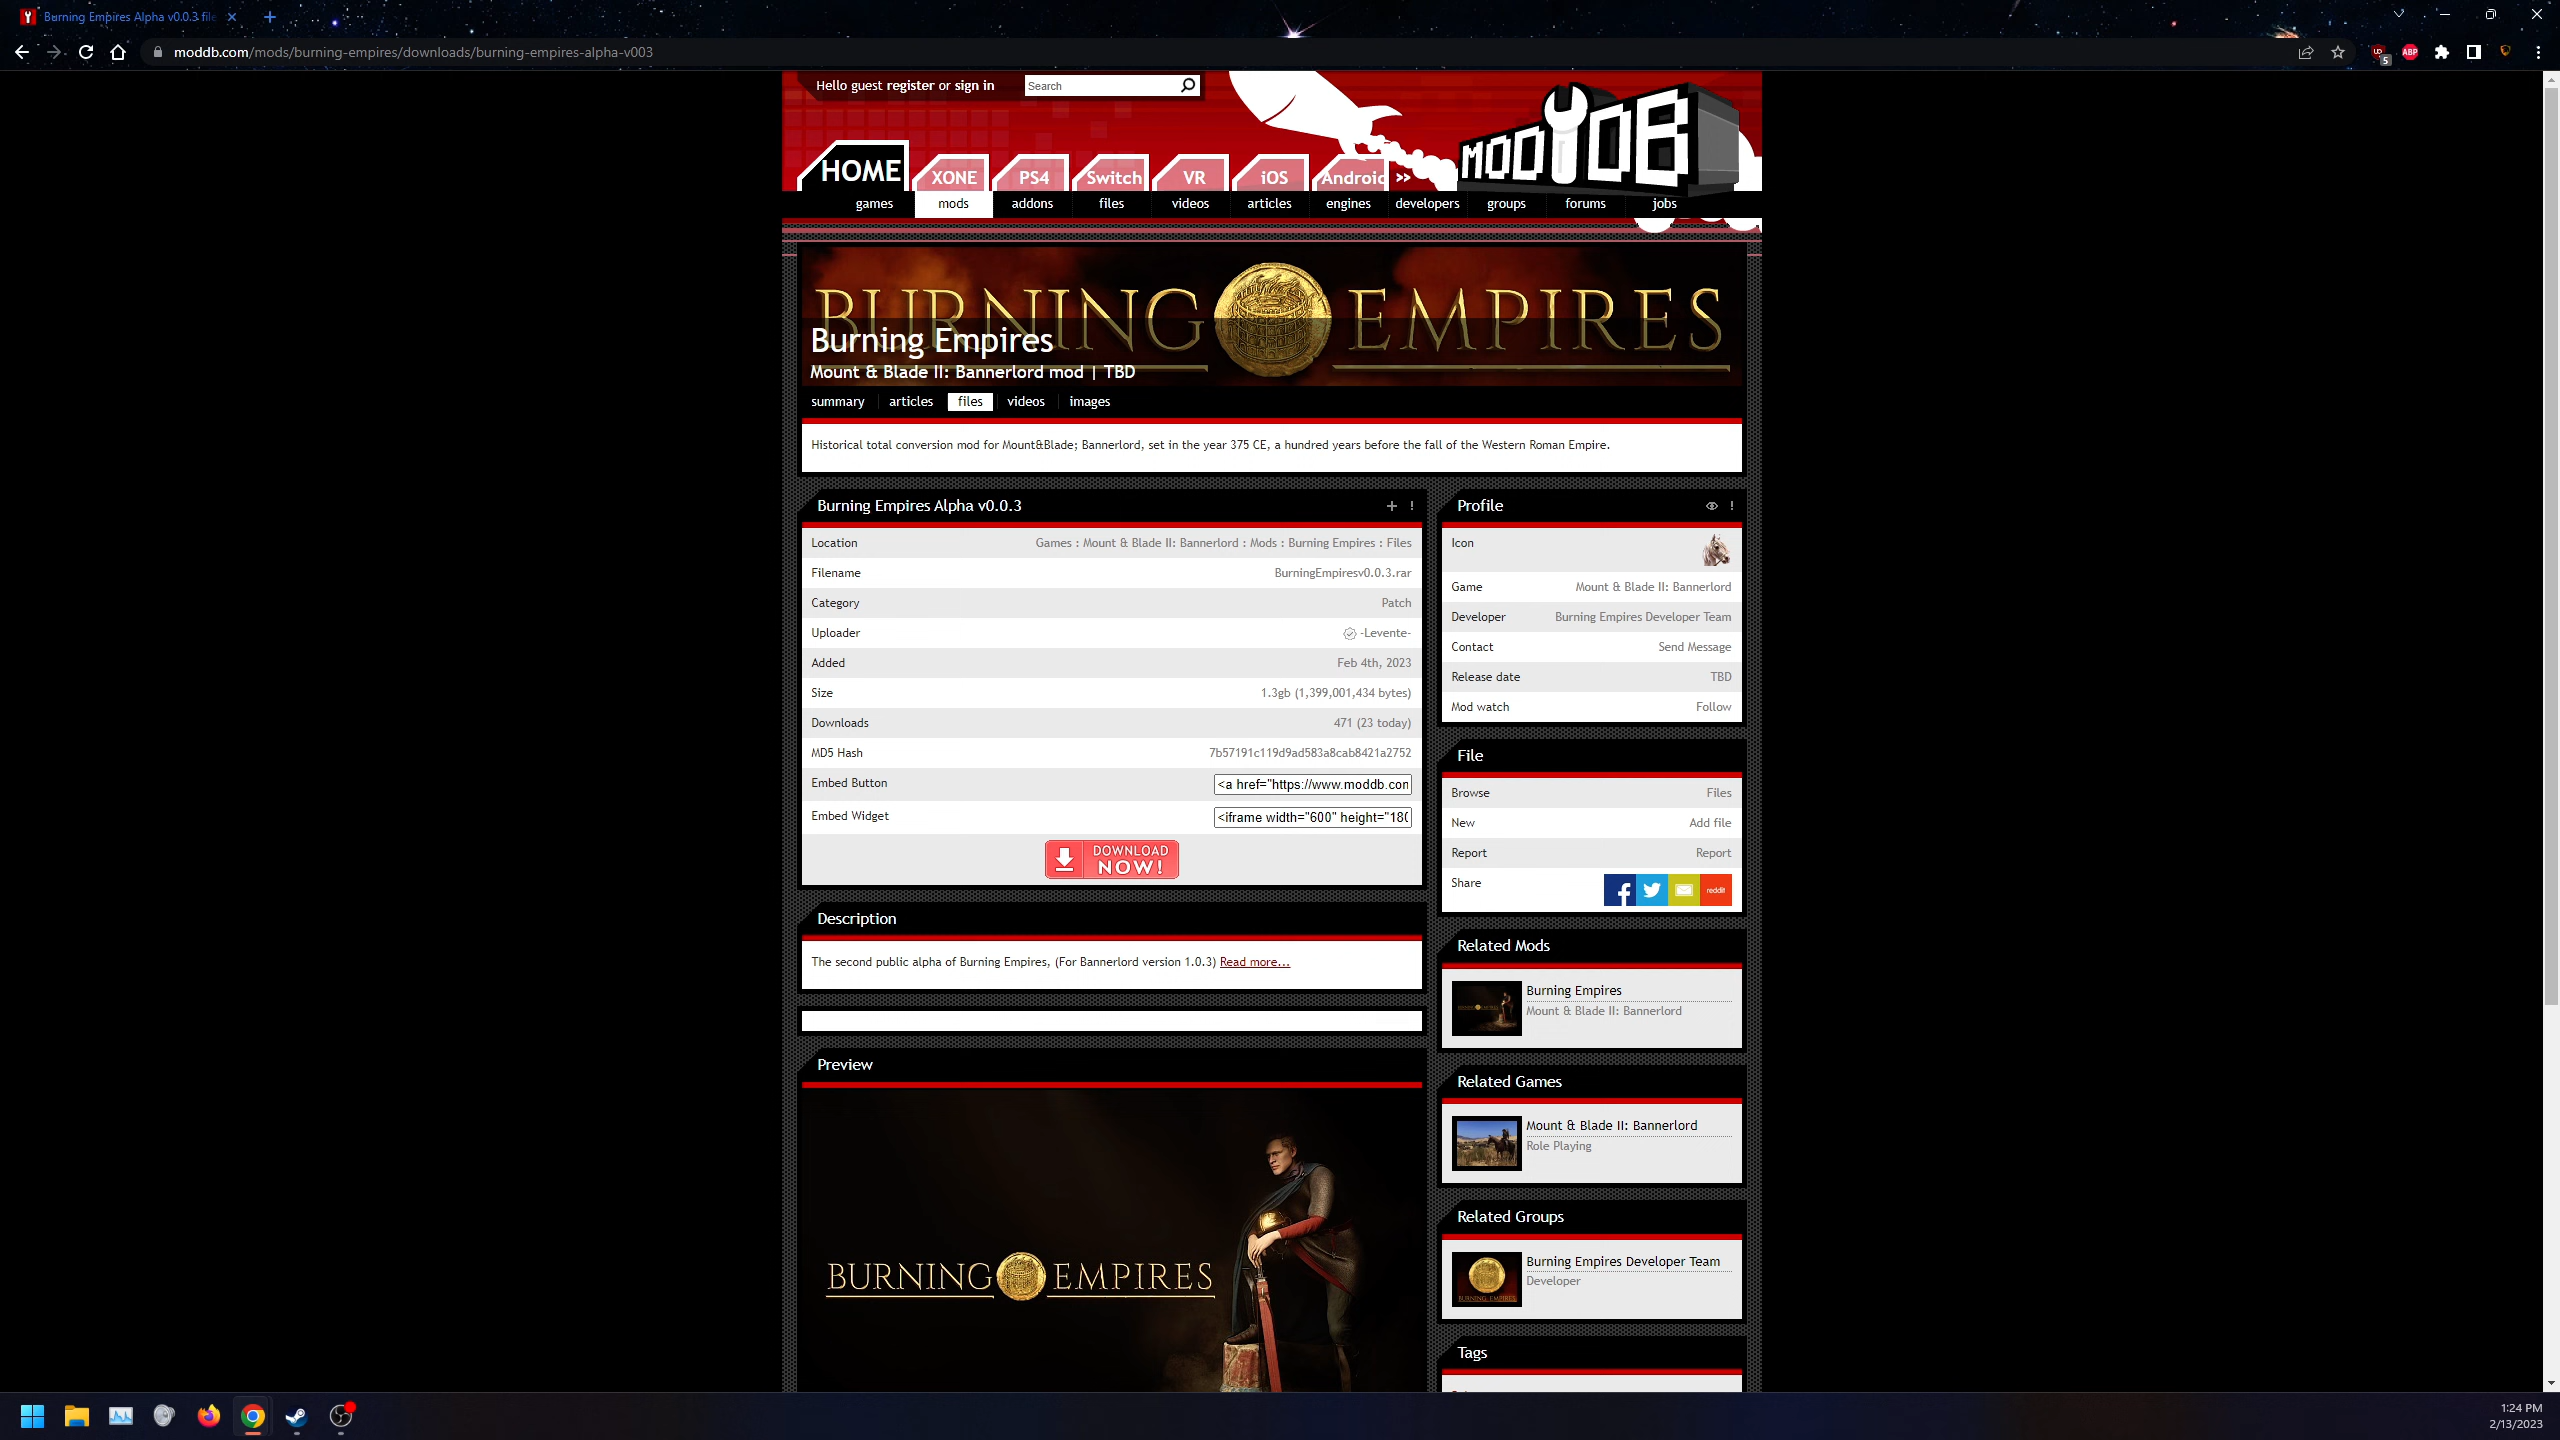 Burning Empires Alpha v0.0.3 file
moddb.com/mods/burning-empires/downloads/burning-empires-alpha-v003
5
ABP
Hello guest register or sign in
Search
MODDB
HOME
XONE
PS4
Switch
VR
iOS
Android
>>
games
mods
addons
files
videos
articles
engines
developers
groups
forums
jobs
BURNING EMPIRES
Burning Empires
Mount & Blade II: Bannerlord mod | TBD
summary
articles
files
videos
images
Historical total conversion mod for Mount&Blade; Bannerlord, set in the year 375 CE, a hundred years before the fall of the Western Roman Empire.
Burning Empires Alpha v0.0.3
Location Games : Mount & Blade II: Bannerlord : Mods : Burning Empires : Files
Filename BurningEmpiresv0.0.3.rar
Category Patch
Uploader -Levente-
Added Feb 4th, 2023
Size 1.3gb (1,399,001,434 bytes)
Downloads 471 (23 today)
MD5 Hash 7b57191c119d9ad583a8cab8421a2752
Embed Button <a href="https://www.moddb.con
Embed Widget <iframe width="600" height="180
DOWNLOAD
NOW!
Description
The second public alpha of Burning Empires, (For Bannerlord version 1.0.3) Read more...
Preview
BURNING EMPIRES
Profile
Icon
Game Mount & Blade II: Bannerlord
Developer Burning Empires Developer Team
Contact Send Message
Release date TBD
Mod watch Follow
File
Browse Files
New Add file
Report Report
Share
reddit
Related Mods
Burning Empires
Mount & Blade II: Bannerlord
Related Games
Mount & Blade II: Bannerlord
Role Playing
Related Groups
Burning Empires Developer Team
Developer
BURNING EMPIRES
Tags
1:24 PM
2/13/2023